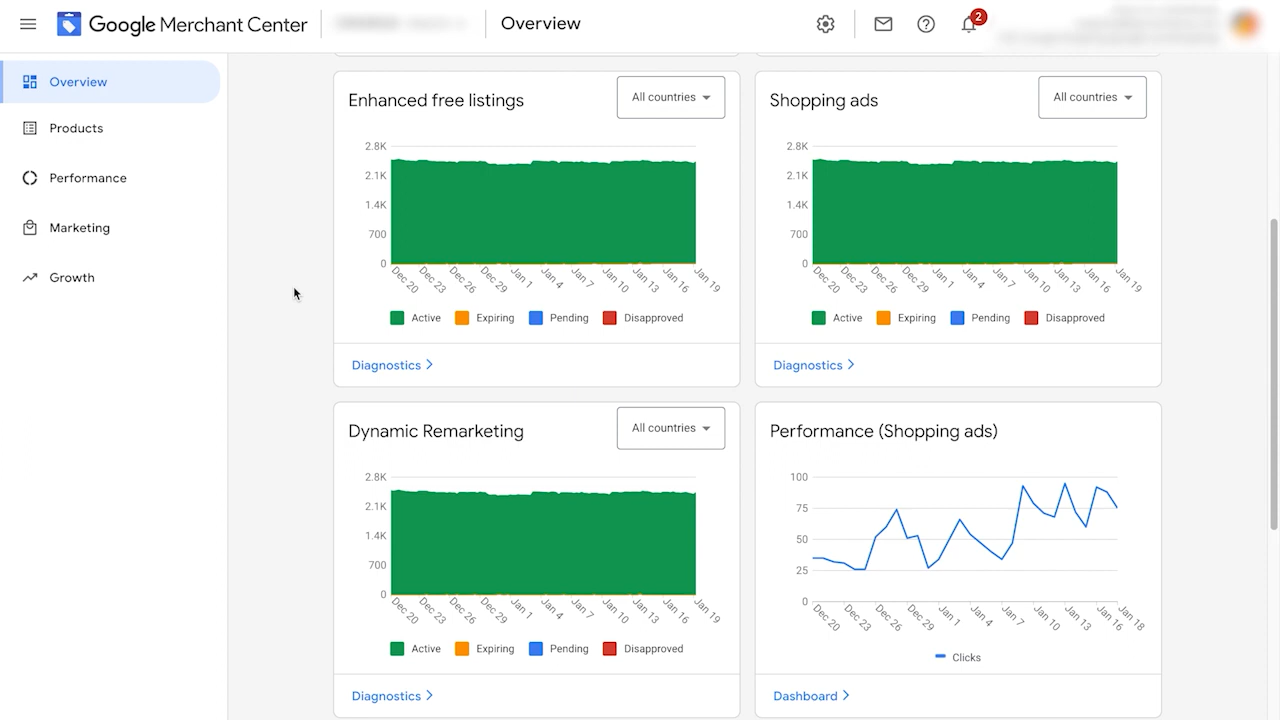 Google Merchant Center
Overview
2
Overview
Products
Performance
Marketing
Growth
Enhanced free listings
All countries
2.8K
2.1K
1.4K
700
0
Dec 20
Dec 23
Dec 26
Dec 29
Jan 1
Jan 4
Jan 7
Jan 10
Jan 13
Jan 16
Jan 19
Active
Expiring
Pending
Disapproved
Diagnostics
Shopping ads
All countries
2.8K
2.1K
1.4K
700
0
Dec 20
Dec 23
Dec 26
Dec 29
Jan 1
Jan 4
Jan 7
Jan 10
Jan 13
Jan 16
Jan 19
Active
Expiring
Pending
Disapproved
Diagnostics
Dynamic Remarketing
All countries
2.8K
2.1K
1.4K
700
0
Dec 20
Dec 23
Dec 26
Dec 29
Jan 1
Jan 4
Jan 7
Jan 10
Jan 13
Jan 16
Jan 19
Active
Expiring
Pending
Disapproved
Diagnostics
Performance (Shopping ads)
100
75
50
25
0
Dec 20
Dec 23
Dec 26
Dec 29
Jan 1
Jan 4
Jan 7
Jan 10
Jan 13
Jan 16
Jan 18
Clicks
Dashboard